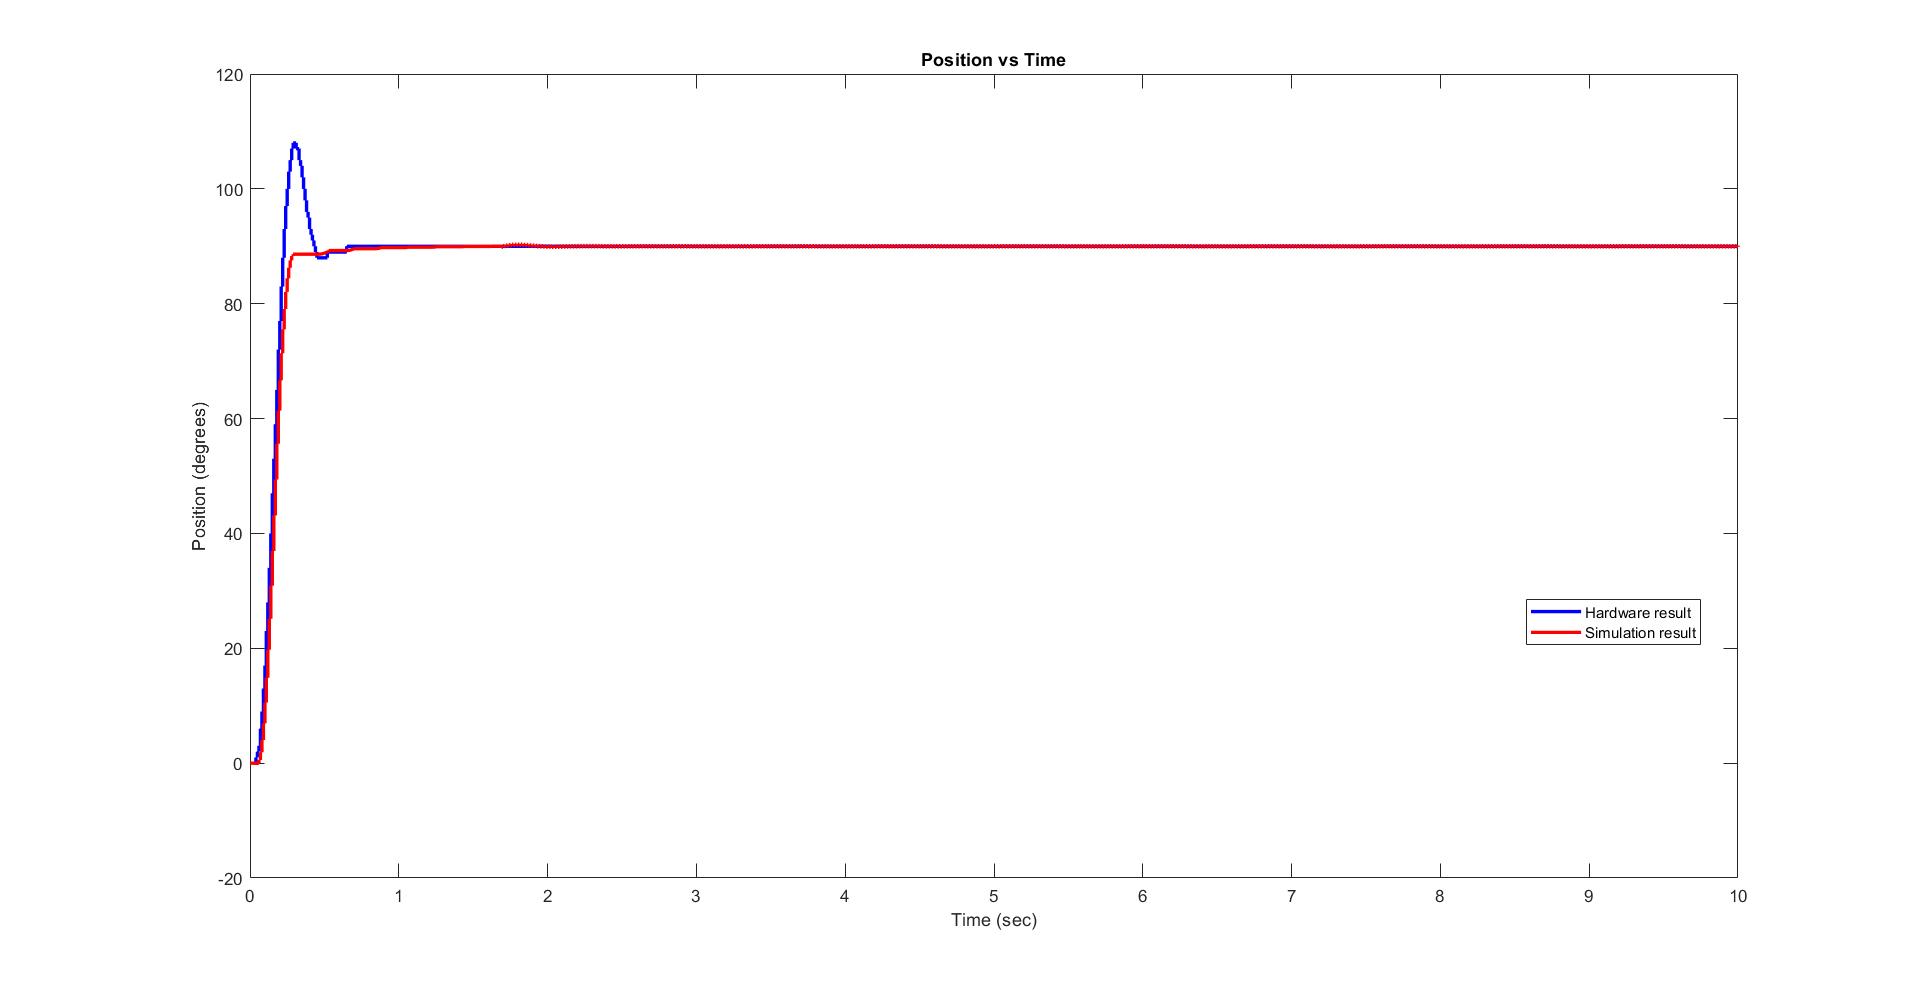 Position vs Time
120
100
80
60
40
20
0
-20
Position (degrees)
Hardware result
Simulation result
0 1 2 3 4 5 6 7 8 9 10
Time (sec)